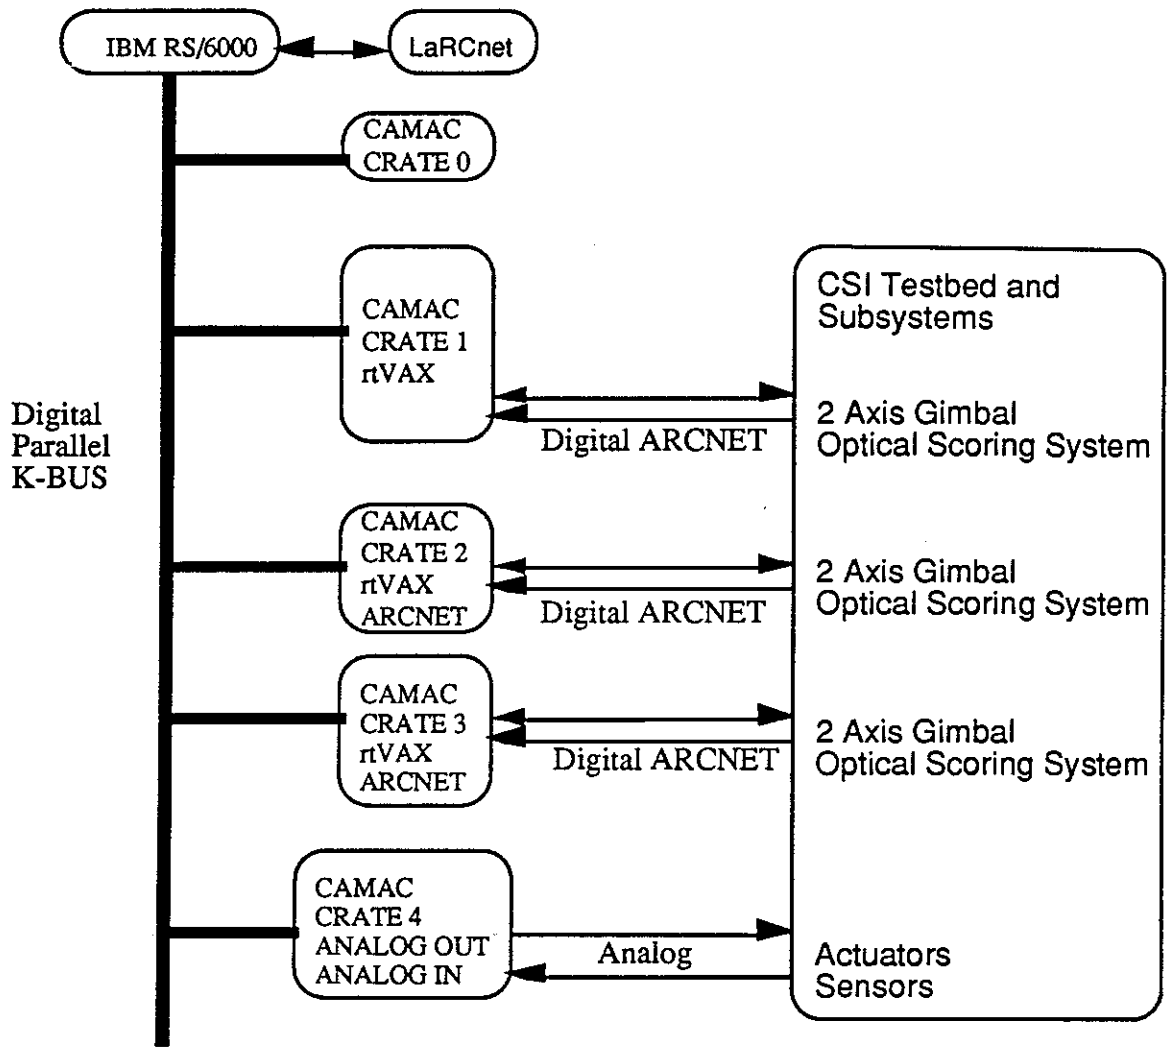 IBM RS/6000
LaRCnet
CAMAC
CRATE 0
CAMAC
CRATE 1
rtVAX
CSI Testbed and
Subsystems
Digital
Parallel
K-BUS
Digital ARCNET
2 Axis Gimbal
Optical Scoring System
CAMAC
CRATE 2
rtVAX
ARCNET
Digital ARCNET
2 Axis Gimbal
Optical Scoring System
CAMAC
CRATE 3
rtVAX
ARCNET
Digital ARCNET
2 Axis Gimbal
Optical Scoring System
CAMAC
CRATE 4
ANALOG OUT
ANALOG IN
Analog
Actuators
Sensors